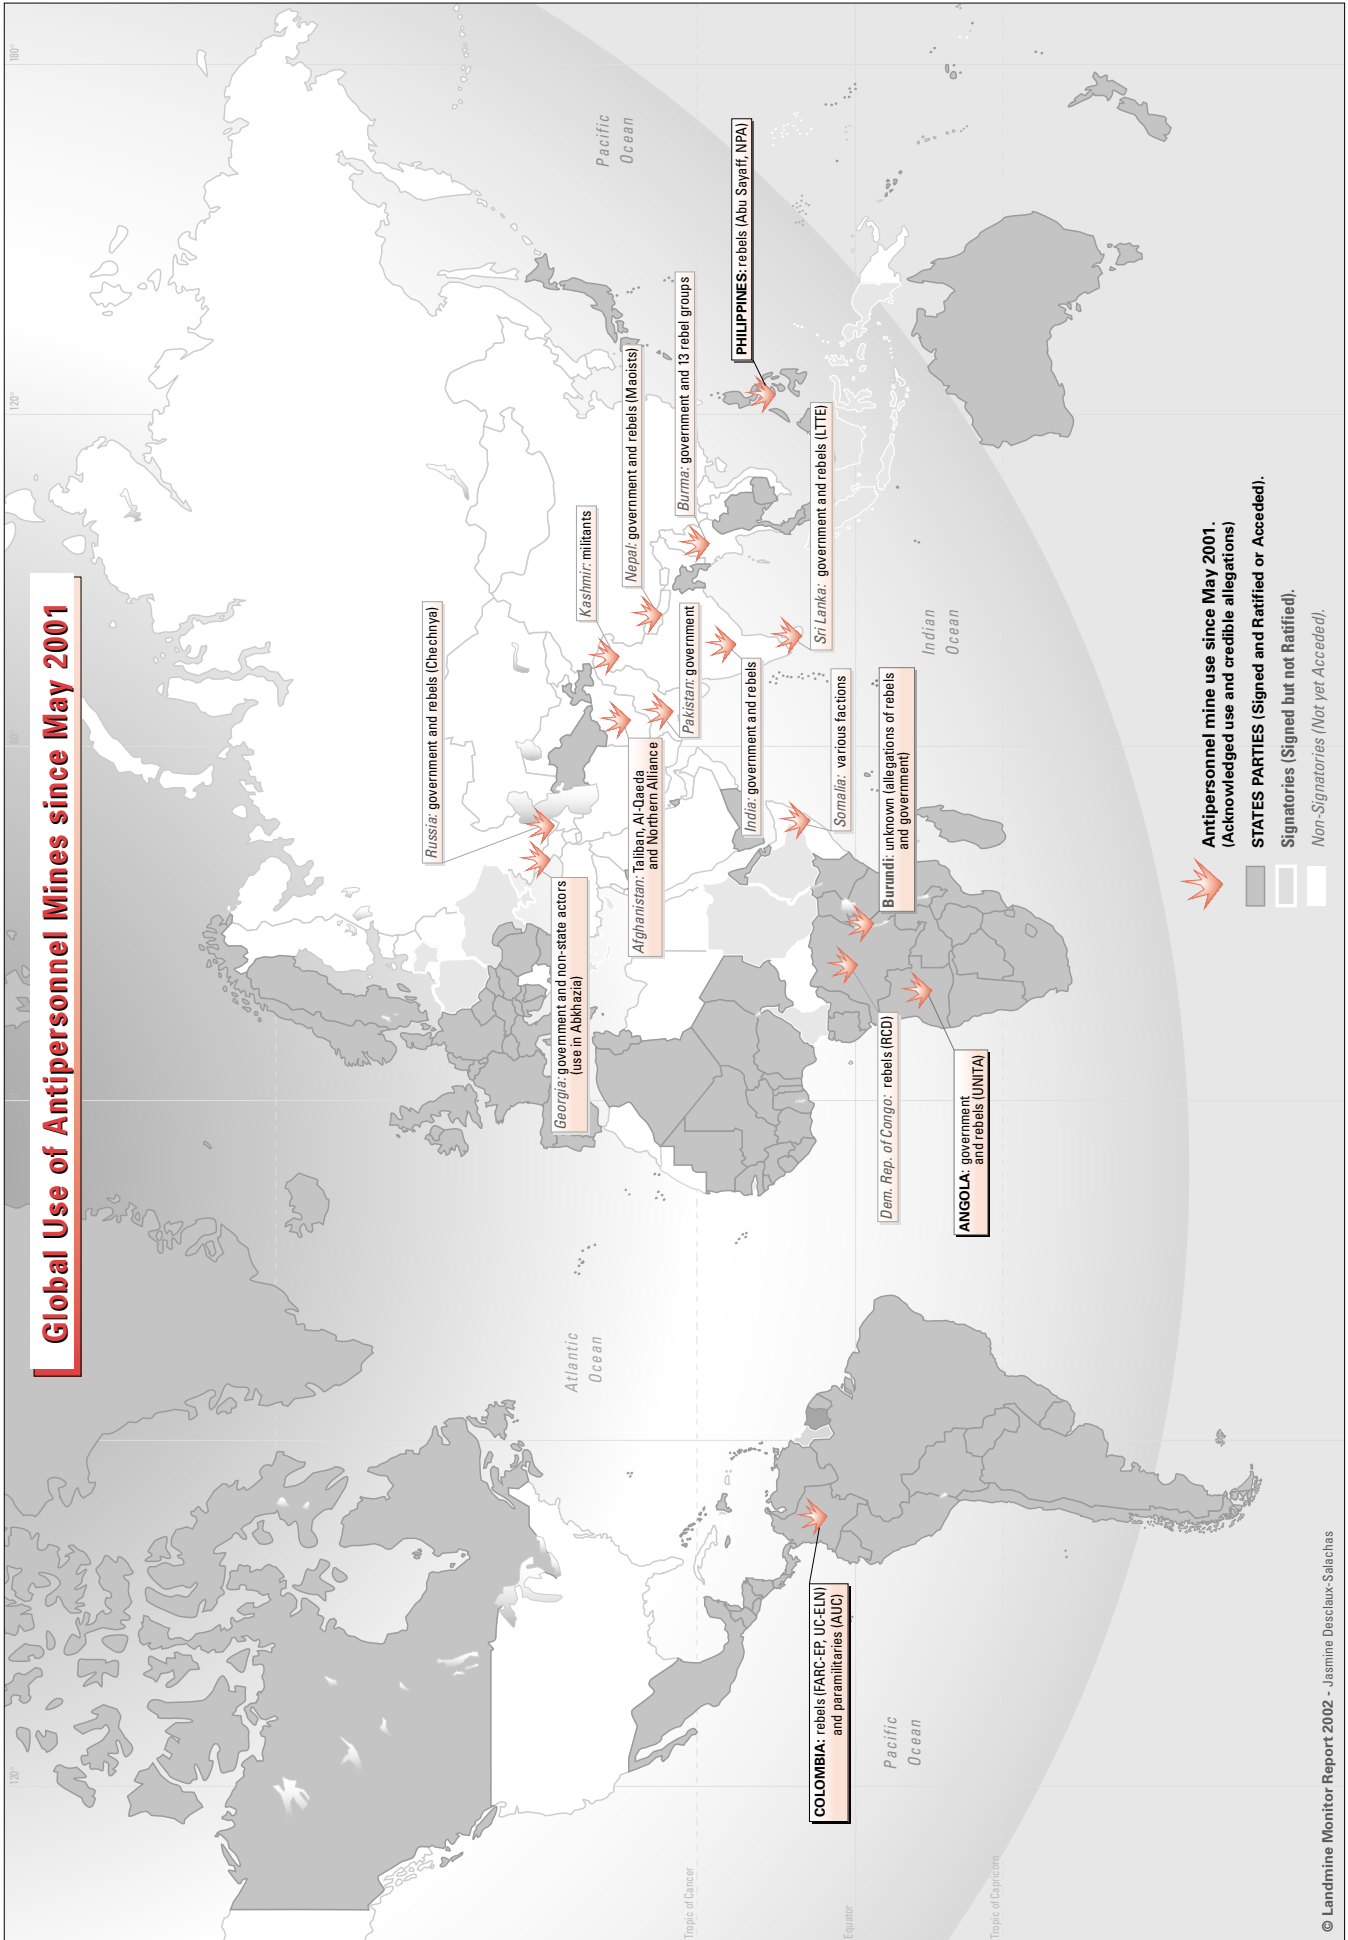 Global Use of Antipersonnel Mines since May 2001
180°
120°
60°
120°
Pacific
Ocean
Atlantic
Ocean
Indian
Ocean
Pacific
Ocean
Tropic of Cancer
Equator
Tropic of Capricorn
Russia: government and rebels (Chechnya)
Georgia: government and non-state actors
(use in Abkhazia)
Kashmir: militants
Nepal: government and rebels (Maoists)
Burma: government and 13 rebel groups
PHILIPPINES: rebels (Abu Sayaff, NPA)
Afghanistan: Taliban, Al-Qaeda
and Northern Alliance
Pakistan: government
India: government and rebels
Sri Lanka: government and rebels (LTTE)
Somalia: various factions
Burundi: unknown (allegations of rebels
and government)
Dem. Rep. of Congo: rebels (RCD)
ANGOLA: government
and rebels (UNITA)
COLOMBIA: rebels (FARC-EP, UC-ELN)
and paramilitaries (AUC)
Antipersonnel mine use since May 2001.
(Acknowledged use and credible allegations)
STATES PARTIES (Signed and Ratified or Acceded).
Signatories (Signed but not Ratified).
Non-Signatories (Not yet Acceded).
© Landmine Monitor Report 2002 - Jasmine Desclaux-Salachas